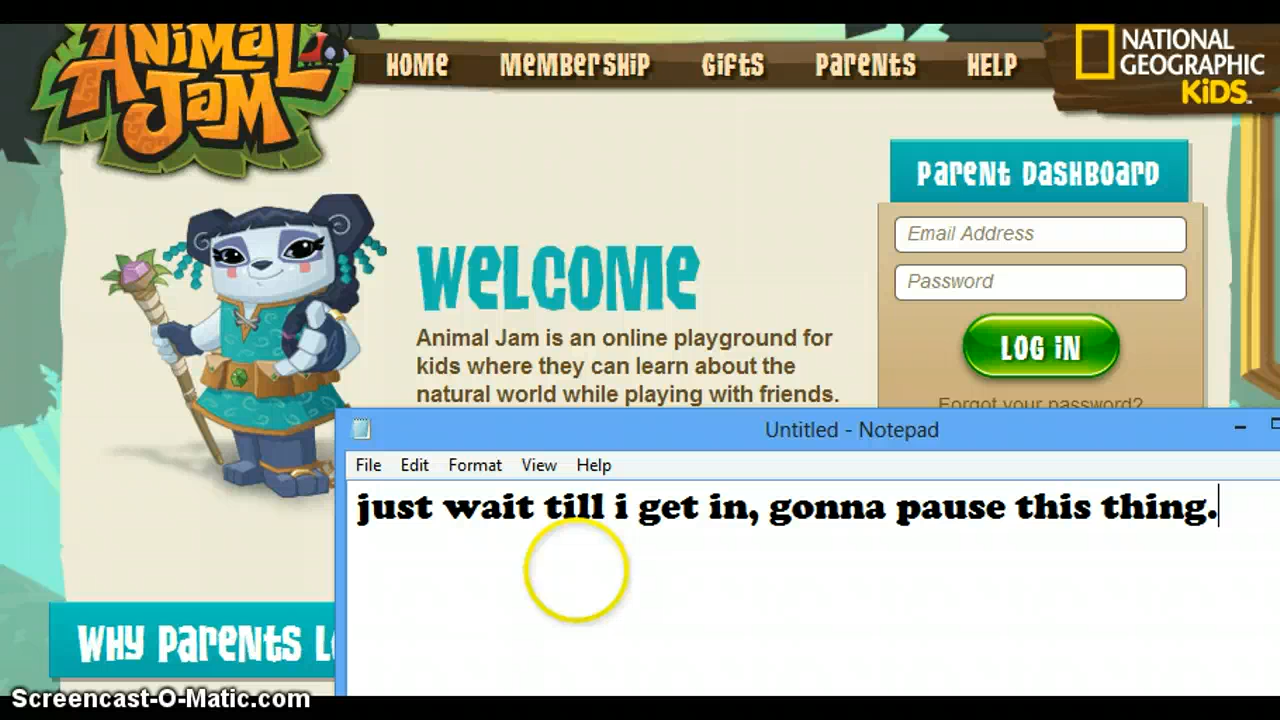 ANIMAL JAM
HOME MEMBERSHIP GIFTS PARENTS HELP
NATIONAL GEOGRAPHIC KiDS
PARENT DASHBOARD
Email Address
Password
LOG IN
Forgot your password?
WELCOME
Animal Jam is an online playground for
kids where they can learn about the
natural world while playing with friends.
Untitled - Notepad
File Edit Format View Help
just wait till i get in, gonna pause this thing.
WHY PARENTS L
Screencast-O-Matic.com